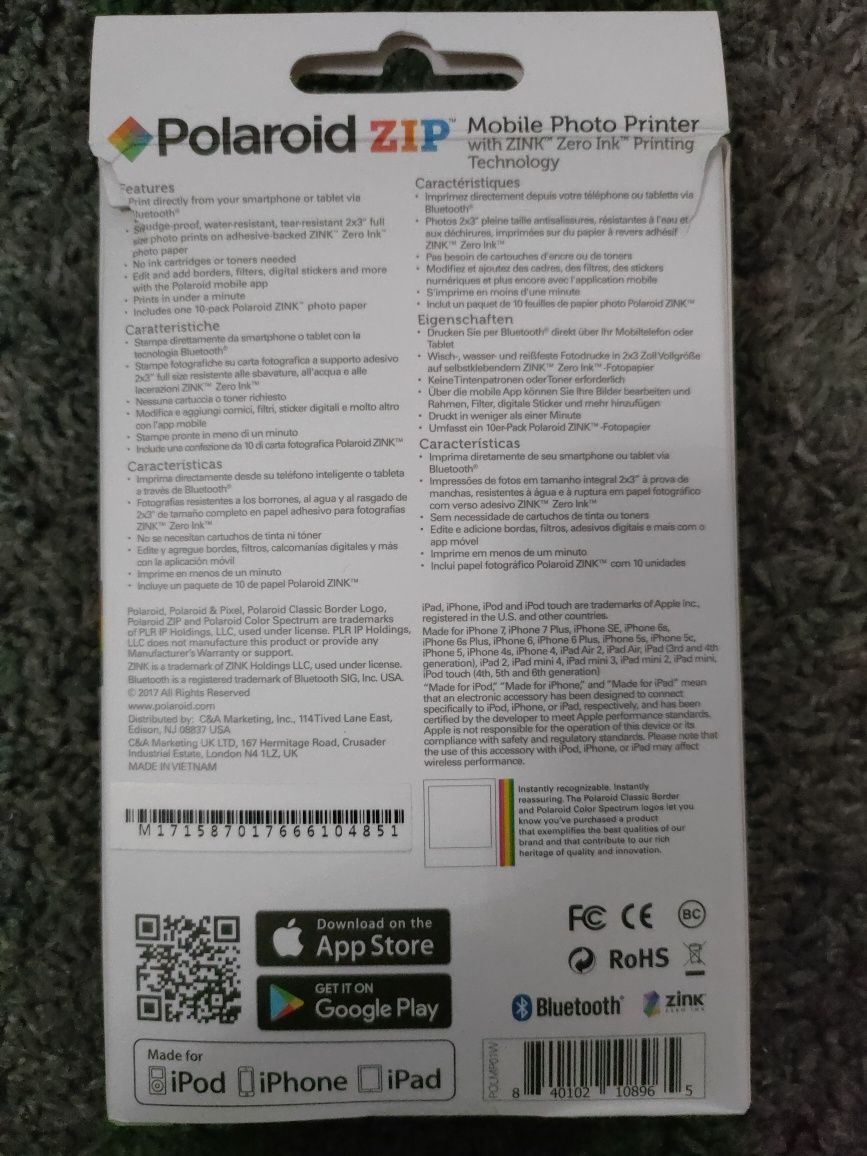 Polaroid ZIP™
Mobile Photo Printer
with ZINK™ Zero Ink™ Printing
Technology
Features
Print directly from your smartphone or tablet via
Bluetooth®
• Smudge-proof, water-resistant, tear-resistant 2x3" full
size photo prints on adhesive-backed ZINK™ Zero Ink™
photo paper
• No ink cartridges or toners needed
• Edit and add borders, filters, digital stickers and more
with the Polaroid mobile app
• Prints in under a minute
• Includes one 10-pack Polaroid ZINK™ photo paper
Caratteristiche
• Stampa direttamente da smartphone o tablet con la
tecnologia Bluetooth®
• Stampe fotografiche su carta fotografica a supporto adesivo
2x3" full size resistente alle sbavature, all'acqua e alle
lacerazioni ZINK™ Zero Ink™
• Nessune cartuccia o toner richiesto
• Modifica e aggiungi cornici, filtri, sticker digitali e molto altro
con l'app mobile
• Stampe pronte in meno di un minuto
• Include una confezione da 10 di carta fotografica Polaroid ZINK™
Características
• Imprima directamente desde su teléfono inteligente o tableta
a través de Bluetooth®
• Fotografías resistentes a los borrones, al agua y al rasgado de
2x3" de tamaño completo en papel adhesivo para fotografías
ZINK™ Zero Ink™
• No se necesitan cartuchos de tinta ni tóner
• Edite y agregue bordes, filtros, calcomanías digitales y más
con la aplicación móvil
• Imprime en menos de un minuto
• Incluye un paquete de 10 de papel Polaroid ZINK™
Caractéristiques
• Imprimez directement depuis votre téléphone ou tablette via
Bluetooth®
• Photos 2x3" pleine taille antisalissures, résistantes à l'eau et
aux déchirures, imprimées sur du papier à revers adhésif
ZINK™ Zero Ink™
• Pas besoin de cartouches d'encre ou de toners
• Modifiez et ajoutez des cadres, des filtres, des stickers
numériques et plus encore avec l'application mobile
• S'imprime en moins d'une minute
• Inclut un paquet de 10 feuilles de papier photo Polaroid ZINK™
Eigenschaften
• Drucken Sie per Bluetooth® direkt über Ihr Mobiltelefon oder
Tablet
• Wisch-, wasser- und reißfeste Fotodrucke in 2x3 Zoll Vollgröße
auf selbstklebendem ZINK™ Zero Ink™ -Fotopapier
• Keine Tintenpatronen oder Toner erforderlich
• Über die mobile App können Sie Ihre Bilder bearbeiten und
Rahmen, Filter, digitale Sticker und mehr hinzufügen
• Druckt in weniger als einer Minute
• Umfasst ein 10er-Pack Polaroid ZINK™ -Fotopapier
Características
• Imprima diretamente de seu smartphone ou tablet via
Bluetooth®
• Impressões de fotos em tamanho integral 2x3" à prova de
manchas, resistentes à água e à ruptura em papel fotográfico
com verso adesivo ZINK™ Zero Ink™
• Sem necessidade de cartuchos de tinta ou toners
• Edite e adicione bordas, filtros, adesivos digitais e mais com o
app móvel
• Imprime em menos de um minuto
• Inclui papel fotográfico Polaroid ZINK™ com 10 unidades
Polaroid, Polaroid & Pixel, Polaroid Classic Border Logo,
Polaroid ZIP and Polaroid Color Spectrum are trademarks
of PLR IP Holdings, LLC, used under license. PLR IP Holdings,
LLC does not manufacture this product or provide any
Manufacturer's Warranty or support.
ZINK is a trademark of ZINK Holdings LLC, used under license.
Bluetooth is a registered trademark of Bluetooth SIG, Inc. USA.
© 2017 All Rights Reserved
www.polaroid.com
Distributed by: C&A Marketing, Inc., 114 Tived Lane East,
Edison, NJ 08837 USA
C&A Marketing UK LTD, 167 Hermitage Road, Crusader
Industrial Estate, London N4 1LZ, UK
MADE IN VIETNAM
iPad, iPhone, iPod and iPod touch are trademarks of Apple Inc.,
registered in the U.S. and other countries.
Made for iPhone 7, iPhone 7 Plus, iPhone SE, iPhone 6s,
iPhone 6s Plus, iPhone 6, iPhone 6 Plus, iPhone 5s, iPhone 5c,
iPhone 5, iPhone 4s, iPhone 4, iPad Air 2, iPad Air, iPad (3rd and 4th
generation), iPad 2, iPad mini 4, iPad mini 3, iPad mini 2, iPad mini,
iPod touch (4th, 5th and 6th generation)
"Made for iPod," "Made for iPhone," and "Made for iPad" mean
that an electronic accessory has been designed to connect
specifically to iPod, iPhone, or iPad, respectively, and has been
certified by the developer to meet Apple performance standards.
Apple is not responsible for the operation of this device or its
compliance with safety and regulatory standards. Please note that
the use of this accessory with iPod, iPhone, or iPad may affect
wireless performance.
M171587017666104851
Instantly recognizable. Instantly
reassuring. The Polaroid Classic Border
and Polaroid Color Spectrum logos let you
know you've purchased a product
that exemplifies the best qualities of our
brand and that contribute to our rich
heritage of quality and innovation.
Download on the
App Store
GET IT ON
Google Play
FC CE BC
RoHS
Bluetooth®
zink
ZERO INK
Made for
iPod iPhone iPad
POLMP01W
8 40102 10896 5